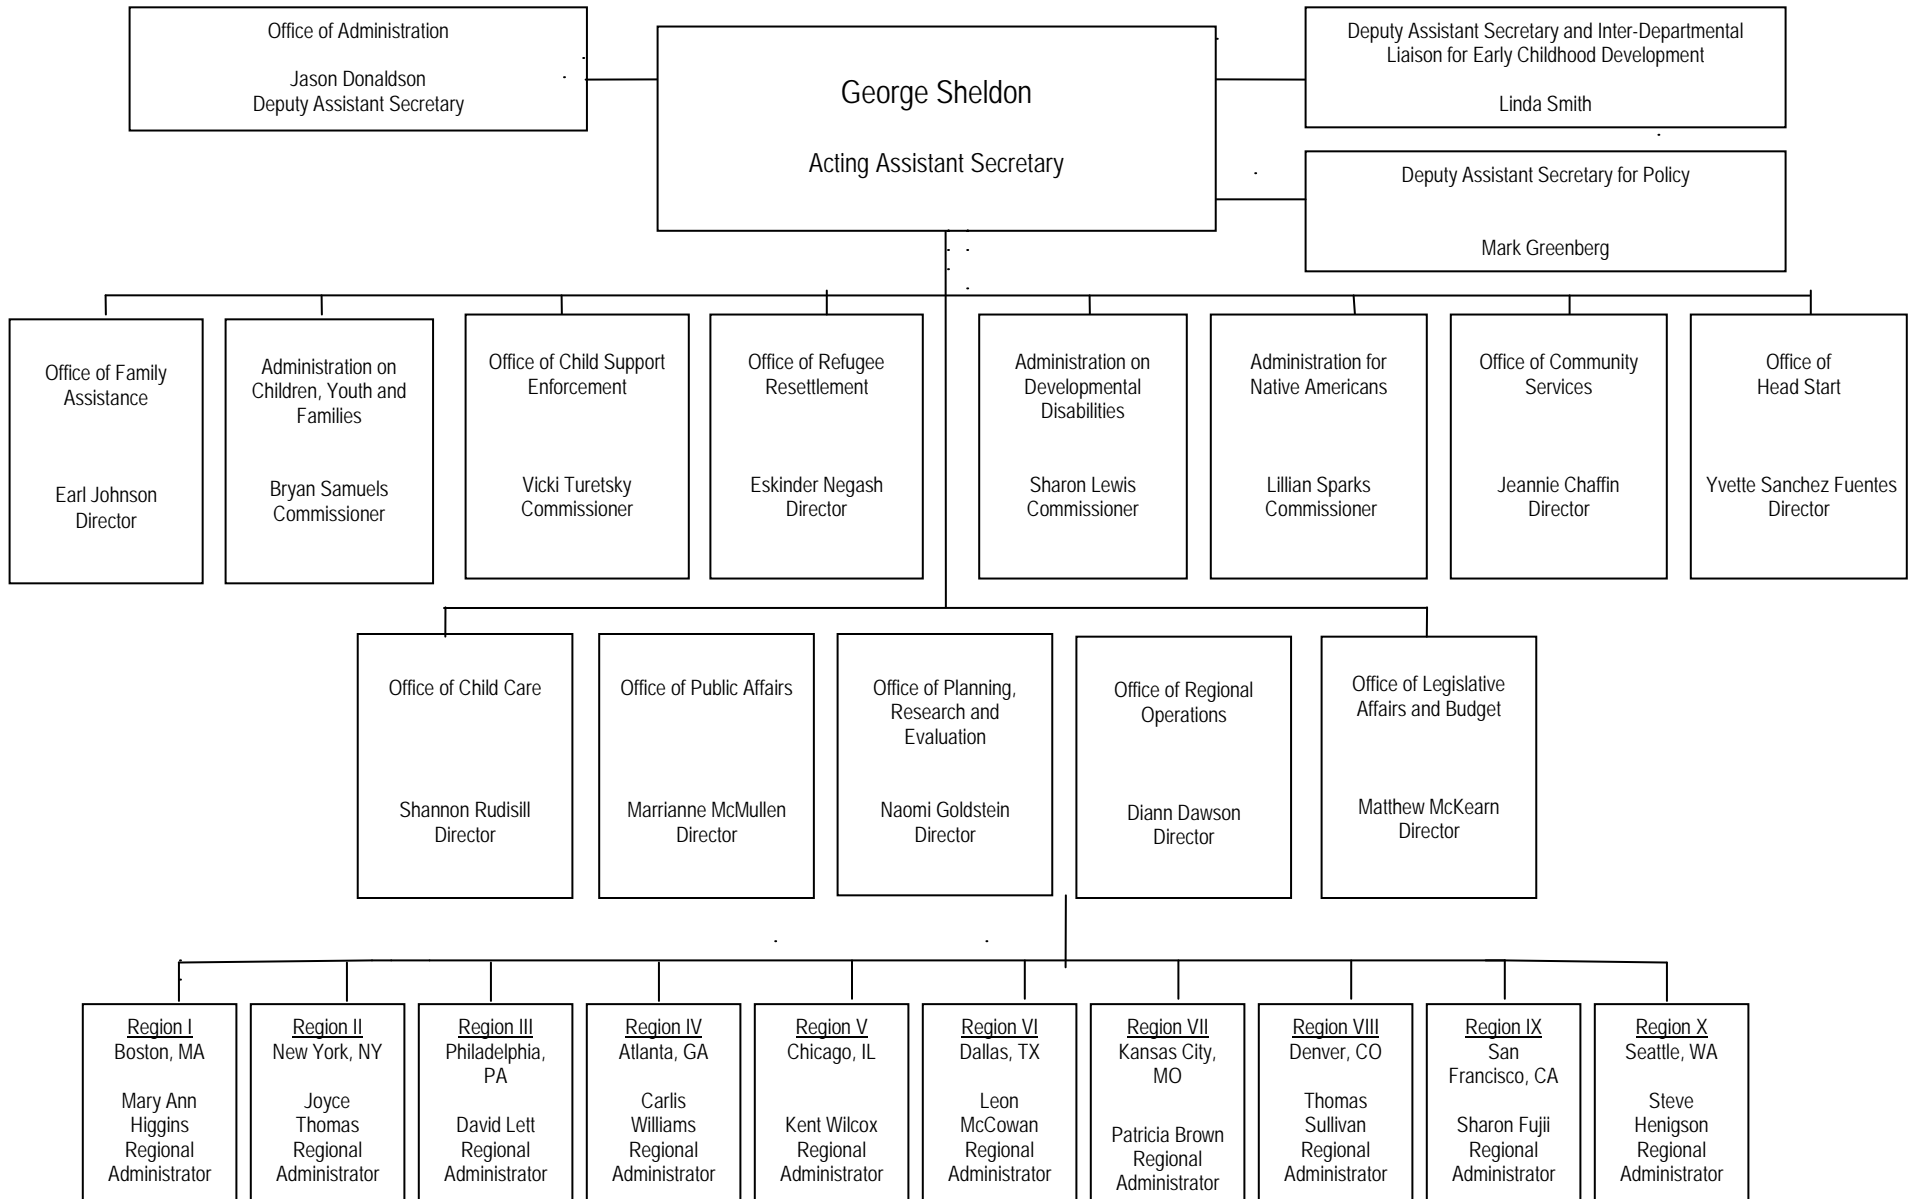 Office of Administration
Jason Donaldson
Deputy Assistant Secretary
George Sheldon
Acting Assistant Secretary
Deputy Assistant Secretary and Inter-Departmental
Liaison for Early Childhood Development
Linda Smith
Deputy Assistant Secretary for Policy
Mark Greenberg
Office of Family
Assistance
Earl Johnson
Director
Administration on
Children, Youth and
Families
Bryan Samuels
Commissioner
Office of Child Support
Enforcement
Vicki Turetsky
Commissioner
Office of Refugee
Resettlement
Eskinder Negash
Director
Administration on
Developmental
Disabilities
Sharon Lewis
Commissioner
Administration for
Native Americans
Lillian Sparks
Commissioner
Office of Community
Services
Jeannie Chaffin
Director
Office of
Head Start
Yvette Sanchez Fuentes
Director
Office of Child Care
Shannon Rudisill
Director
Office of Public Affairs
Marrianne McMullen
Director
Office of Planning,
Research and
Evaluation
Naomi Goldstein
Director
Office of Regional
Operations
Diann Dawson
Director
Office of Legislative
Affairs and Budget
Matthew McKearn
Director
Region I
Boston, MA
Mary Ann
Higgins
Regional
Administrator
Region II
New York, NY
Joyce
Thomas
Regional
Administrator
Region III
Philadelphia,
PA
David Lett
Regional
Administrator
Region IV
Atlanta, GA
Carlis
Williams
Regional
Administrator
Region V
Chicago, IL
Kent Wilcox
Regional
Administrator
Region VI
Dallas, TX
Leon
McCowan
Regional
Administrator
Region VII
Kansas City,
MO
Patricia Brown
Regional
Administrator
Region VIII
Denver, CO
Thomas
Sullivan
Regional
Administrator
Region IX
San
Francisco, CA
Sharon Fujii
Regional
Administrator
Region X
Seattle, WA
Steve
Henigson
Regional
Administrator